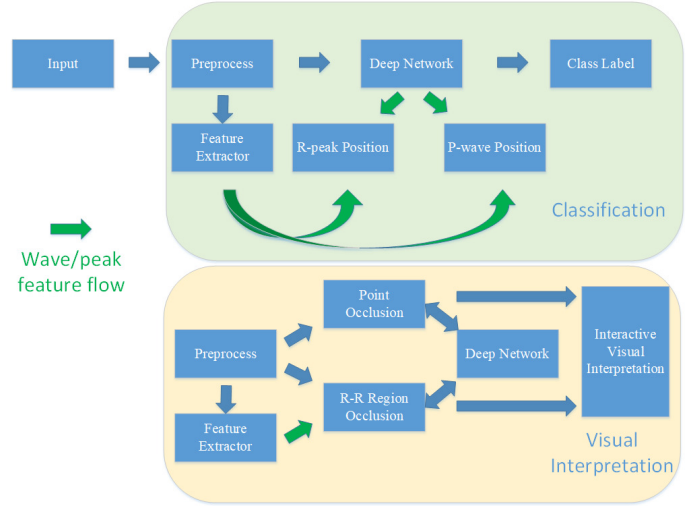 Input
Preprocess
Deep Network
Class Label
Feature
Extractor
R-peak Position
P-wave Position
Classification
Wave/peak
feature flow
Point
Occlusion
Preprocess
Deep Network
Interactive
Visual
Interpretation
R-R Region
Occlusion
Feature
Extractor
Visual
Interpretation